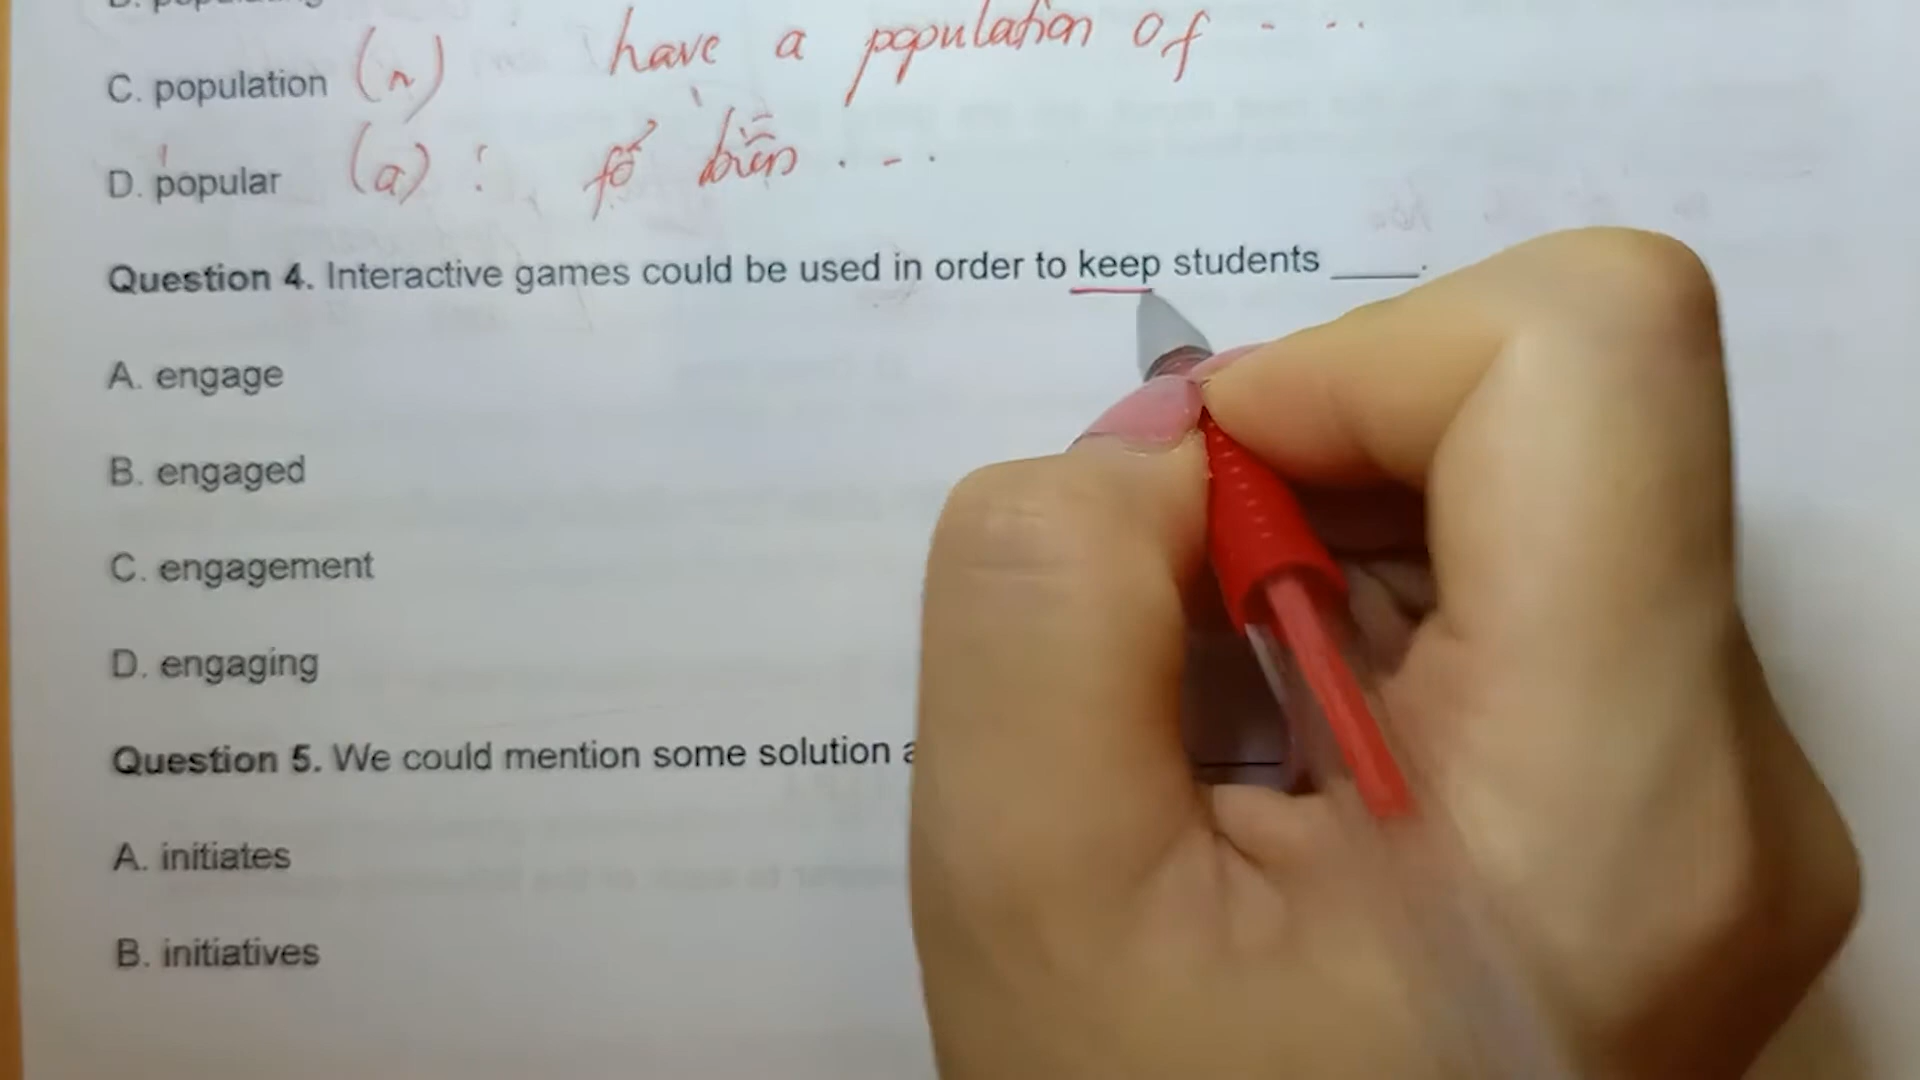 C. population (n) have a population of - - -
D. popular (a) : fổ biến - - -
Question 4. Interactive games could be used in order to keep students _____.
A. engage
B. engaged
C. engagement
D. engaging
Question 5. We could mention some solution
A. initiates
B. initiatives